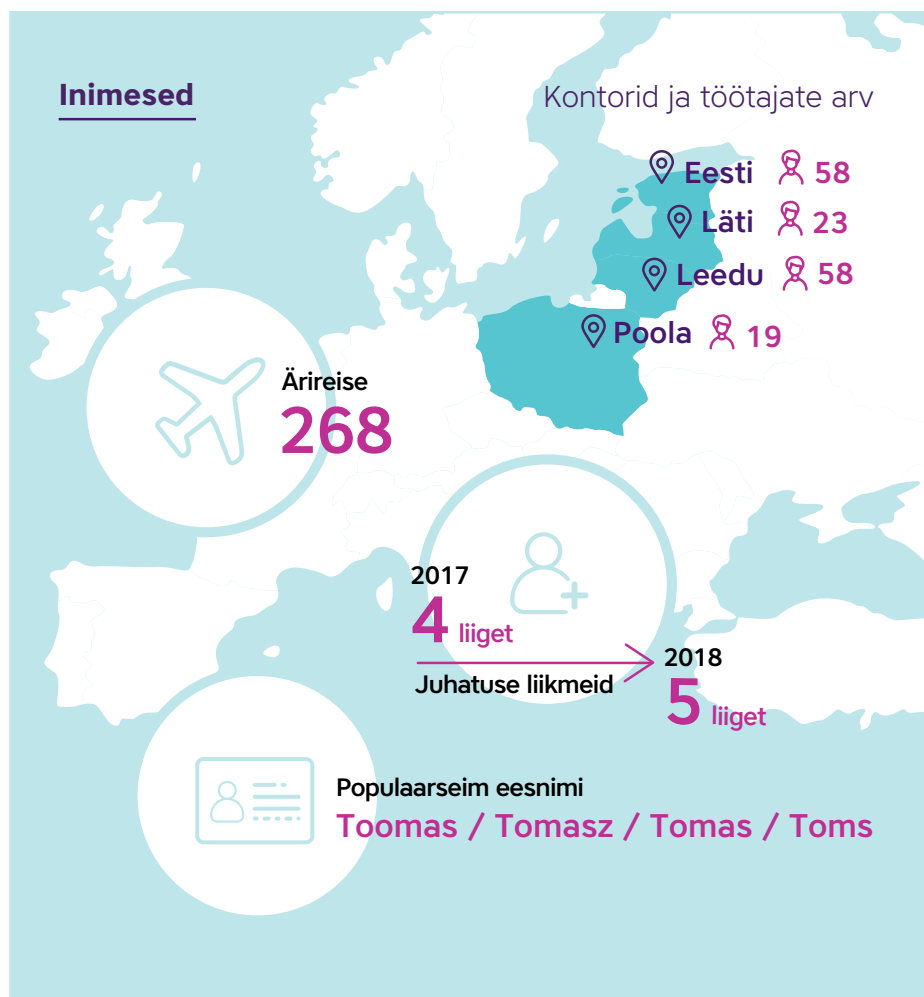 Inimesed
Kontorid ja töötajate arv
Eesti 58
Läti 23
Leedu 58
Poola 19
Ärireise
268
2017
4 liiget
Juhatuse liikmeid
2018
5 liiget
Populaarseim eesnimi
Toomas / Tomasz / Tomas / Toms